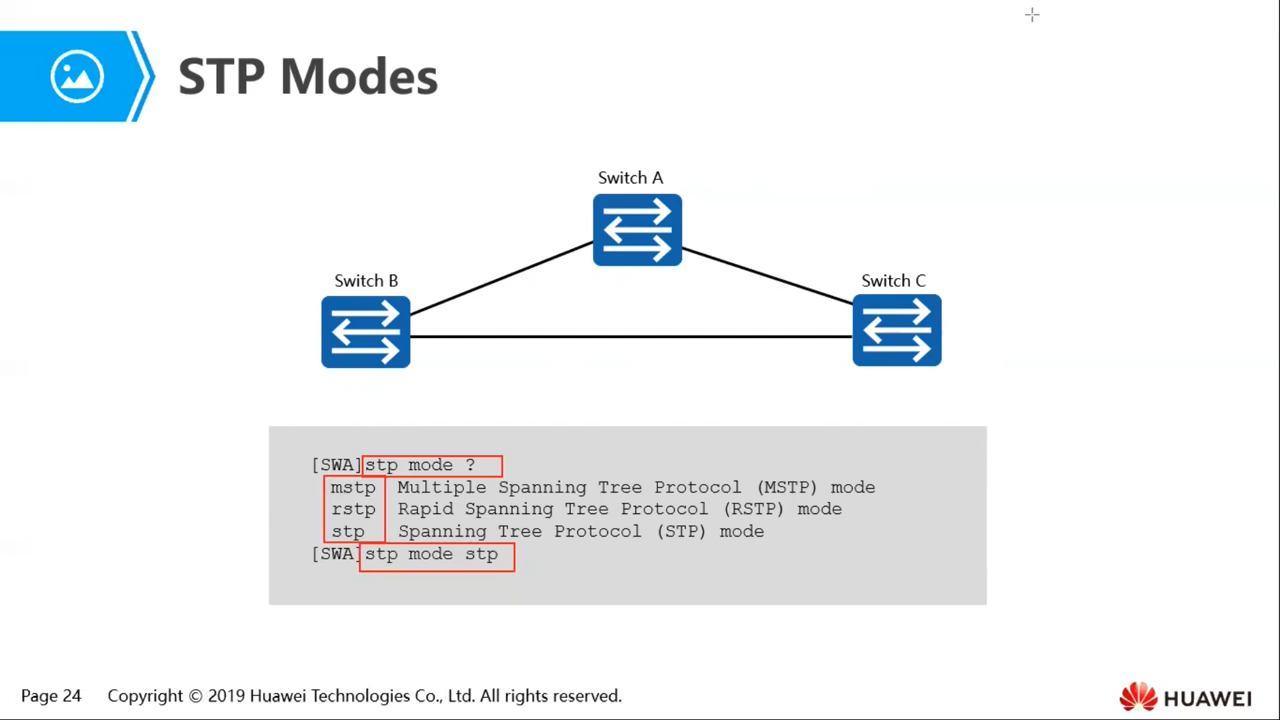 STP Modes
Switch A
Switch B
Switch C
[SWA]stp mode ?
mstp Multiple Spanning Tree Protocol (MSTP) mode
rstp Rapid Spanning Tree Protocol (RSTP) mode
stp Spanning Tree Protocol (STP) mode
[SWA]stp mode stp
Page 24 Copyright © 2019 Huawei Technologies Co., Ltd. All rights reserved.
HUAWEI